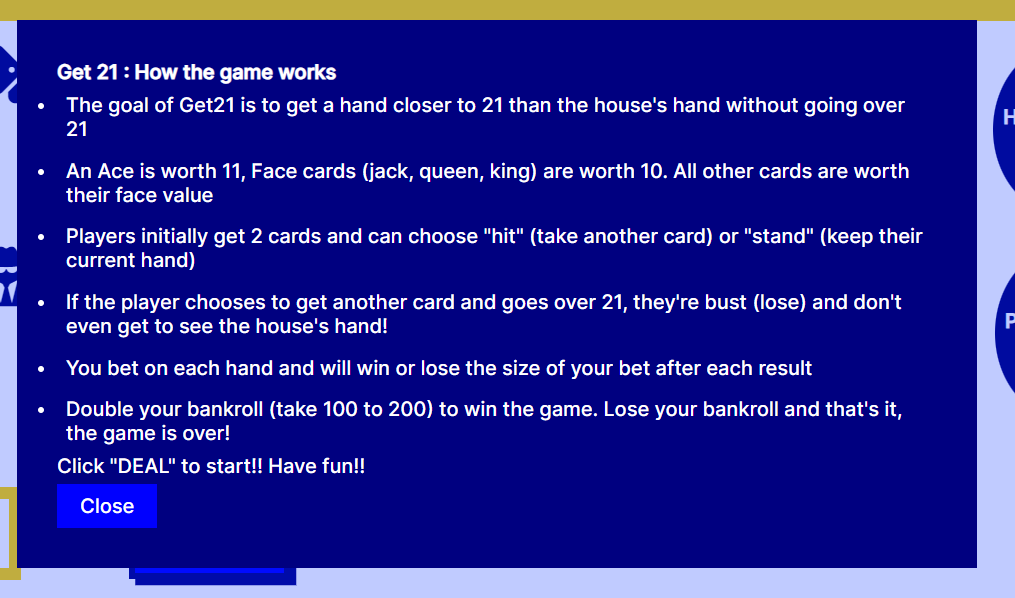 Get 21 : How the game works
• The goal of Get21 is to get a hand closer to 21 than the house's hand without going over
21
• An Ace is worth 11, Face cards (jack, queen, king) are worth 10. All other cards are worth
their face value
• Players initially get 2 cards and can choose "hit" (take another card) or "stand" (keep their
current hand)
• If the player chooses to get another card and goes over 21, they're bust (lose) and don't
even get to see the house's hand!
• You bet on each hand and will win or lose the size of your bet after each result
• Double your bankroll (take 100 to 200) to win the game. Lose your bankroll and that's it,
the game is over!
Click "DEAL" to start!! Have fun!!
Close
H
P